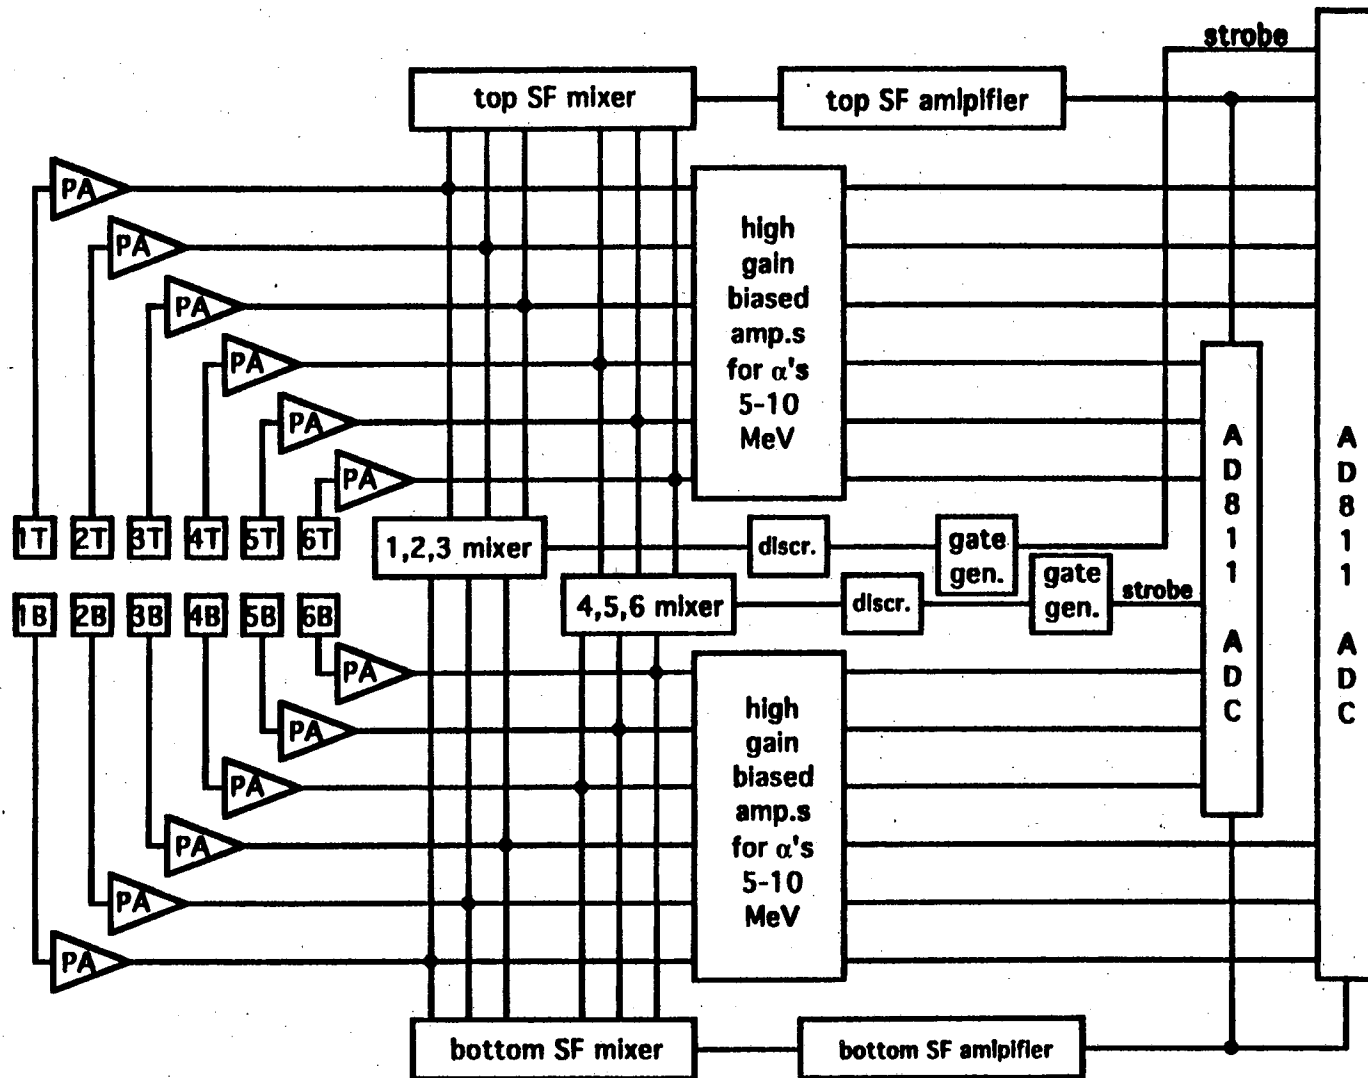 strobe
top SF mixer
top SF amlpifier
PA
PA
PA
PA
PA
PA
high
gain
biased
amp.s
for α's
5-10
MeV
1T 2T 3T 4T 5T 6T
1,2,3 mixer
discr.
gate
gen.
4,5,6 mixer
discr.
gate
gen.
strobe
1B 2B 3B 4B 5B 6B
PA
PA
PA
PA
PA
PA
high
gain
biased
amp.s
for α's
5-10
MeV
A
D
8
1
1
A
D
C
A
D
8
1
1
A
D
C
bottom SF mixer
bottom SF amlpifier